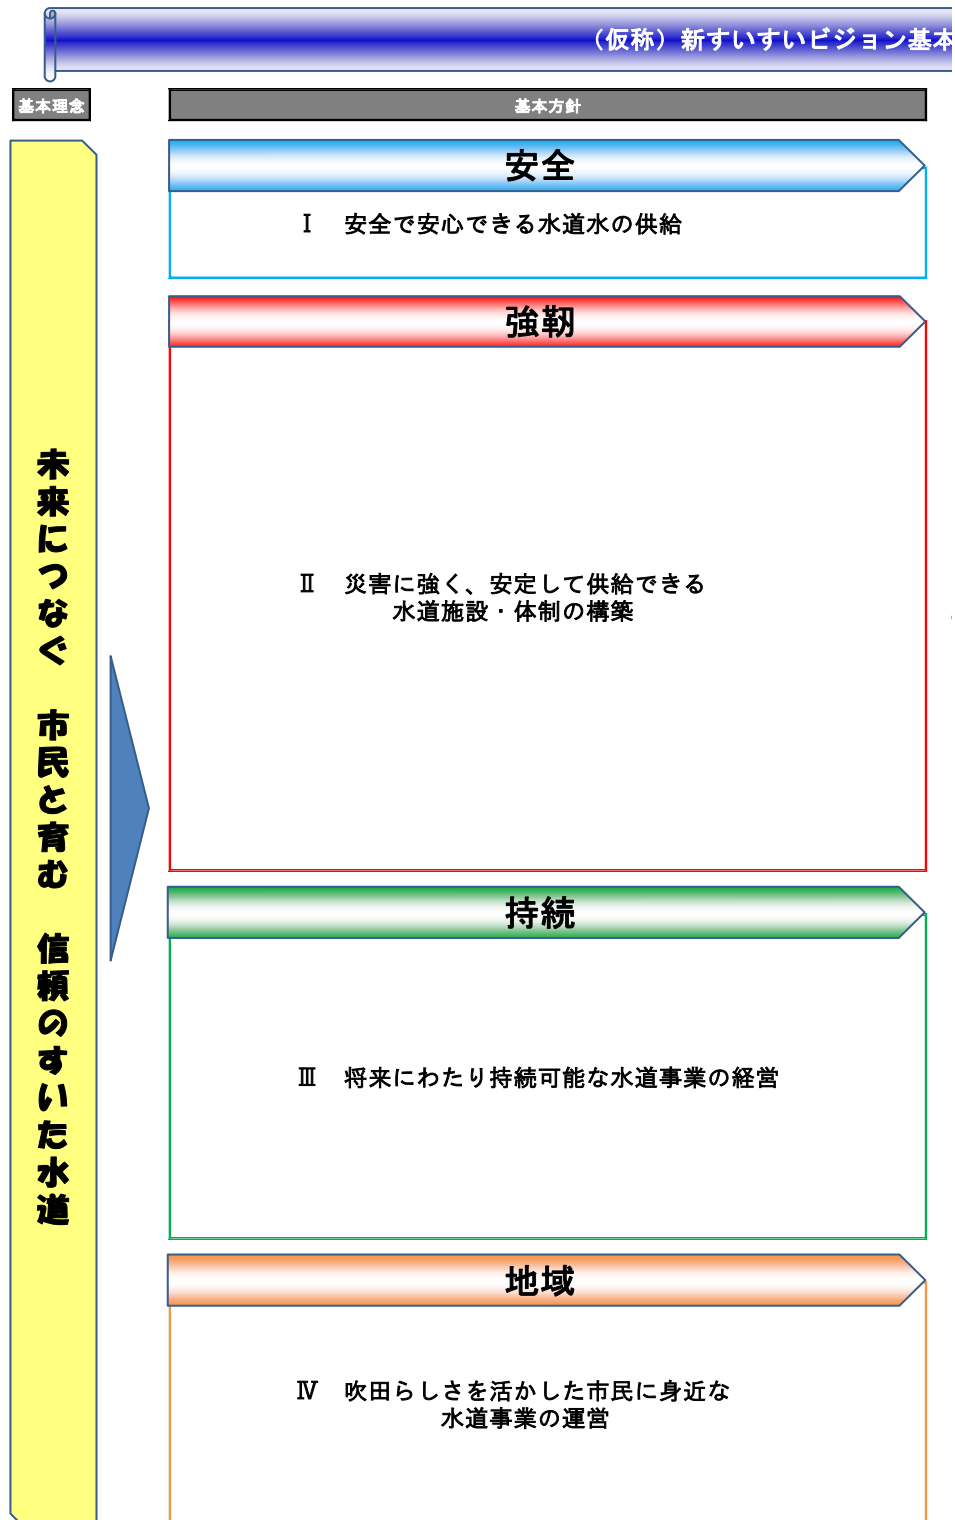 （仮称）新すいすいビジョン基本
基本理念
基本方針
未来につなぐ　市民と育む　信頼のすいた水道
安全
Ⅰ　安全で安心できる水道水の供給
強靭
Ⅱ　災害に強く、安定して供給できる
水道施設・体制の構築
持続
Ⅲ　将来にわたり持続可能な水道事業の経営
地域
Ⅳ　吹田らしさを活かした市民に身近な
水道事業の運営